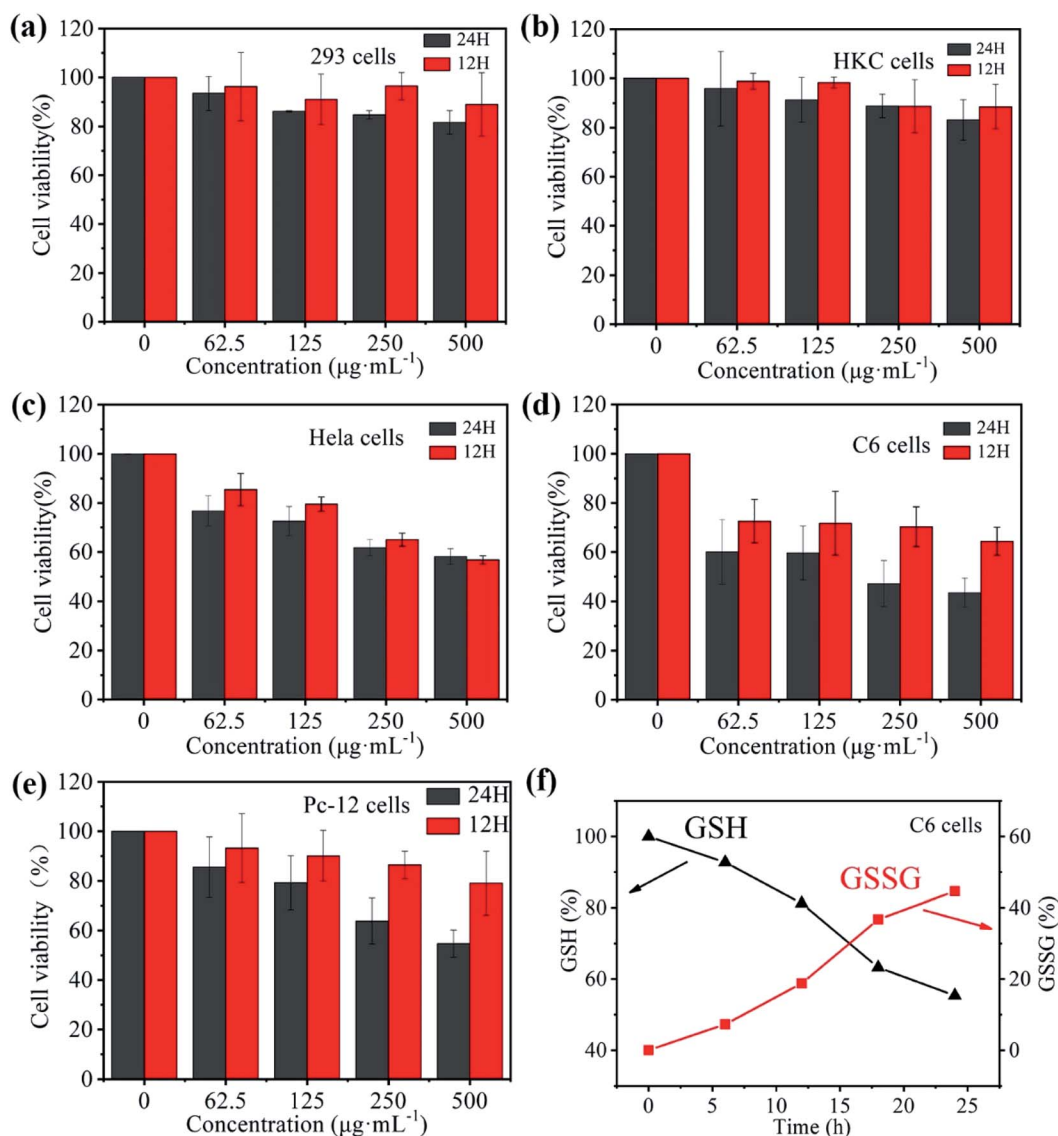 (a)
120
100
80
60
40
20
0
Cell viability(%)
293 cells
24H
12H
0 62.5 125 250 500
Concentration (μg·mL⁻¹)
(b)
120
100
80
60
40
20
0
Cell viability(%)
HKC cells
24H
12H
0 62.5 125 250 500
Concentration (μg·mL⁻¹)
(c)
120
100
80
60
40
20
0
Cell viability(%)
Hela cells
24H
12H
0 62.5 125 250 500
Concentration (μg·mL⁻¹)
(d)
120
100
80
60
40
20
0
Cell viability(%)
C6 cells
24H
12H
0 62.5 125 250 500
Concentration (μg·mL⁻¹)
(e)
120
100
80
60
40
20
0
Cell viability (%)
Pc-12 cells
24H
12H
0 62.5 125 250 500
Concentration (μg·mL⁻¹)
(f)
100
80
60
40
GSH (%)
GSH
GSSG
C6 cells
60
40
20
0
GSSG (%)
0 5 10 15 20 25
Time (h)